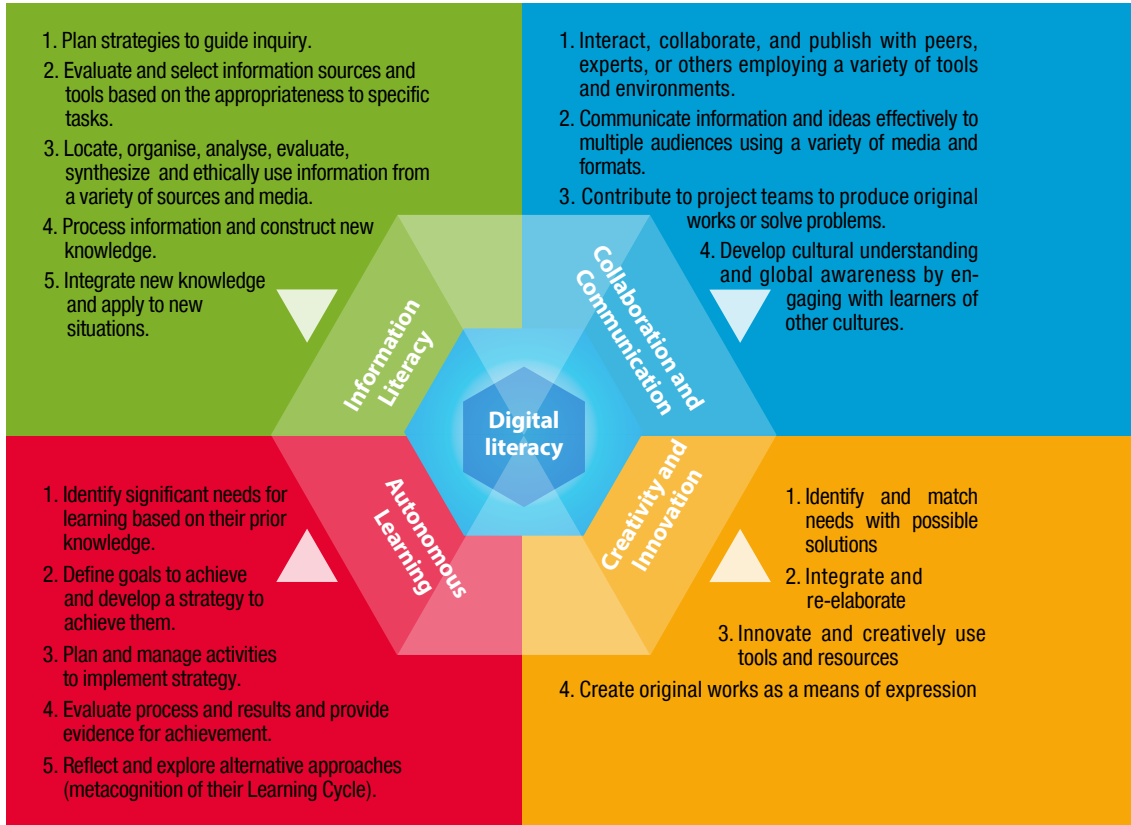 1. Plan strategies to guide inquiry.
2. Evaluate and select information sources and
tools based on the appropriateness to specific
tasks.
3. Locate, organise, analyse, evaluate,
synthesize and ethically use information from
a variety of sources and media.
4. Process information and construct new
knowledge.
5. Integrate new knowledge
and apply to new
situations.
1. Interact, collaborate, and publish with peers,
experts, or others employing a variety of tools
and environments.
2. Communicate information and ideas effectively to
multiple audiences using a variety of media and
formats.
3. Contribute to project teams to produce original
works or solve problems.
4. Develop cultural understanding
and global awareness by en-
gaging with learners of
other cultures.
Information
Literacy
Collaboration and
Communication
Digital
literacy
Autonomous
Learning
Creativity and
Innovation
1. Identify significant needs for
learning based on their prior
knowledge.
2. Define goals to achieve
and develop a strategy to
achieve them.
3. Plan and manage activities
to implement strategy.
4. Evaluate process and results and provide
evidence for achievement.
5. Reflect and explore alternative approaches
(metacognition of their Learning Cycle).
1. Identify and match
needs with possible
solutions
2. Integrate and
re-elaborate
3. Innovate and creatively use
tools and resources
4. Create original works as a means of expression